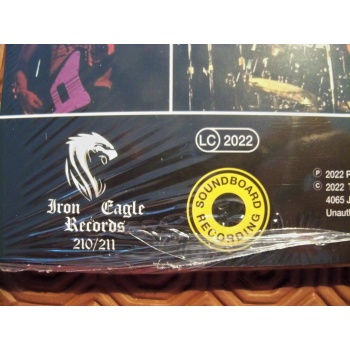 LC 2022
Iron Eagle
Records
210/211
SOUNDBOARD
RECORDING
℗ 2022 P
© 2022
4065 J
Unauth